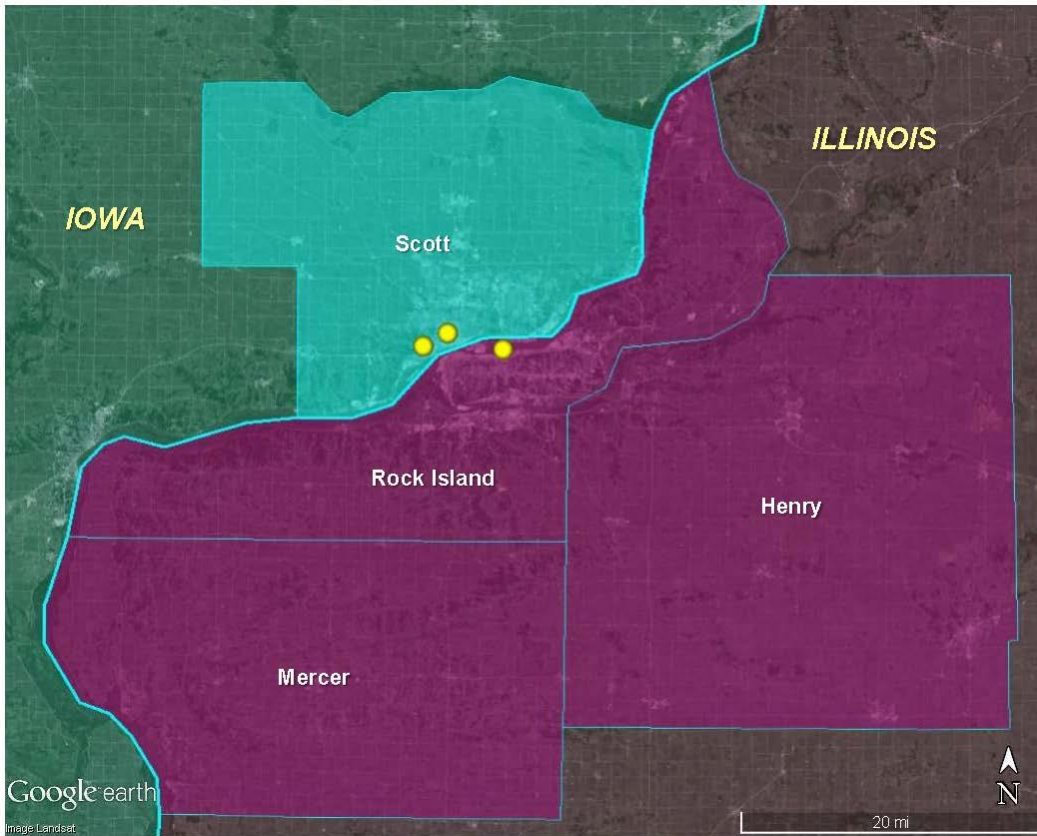 ILLINOIS
IOWA
Scott
Rock Island
Henry
Mercer
Google earth
N
20 mi
Image Landsat